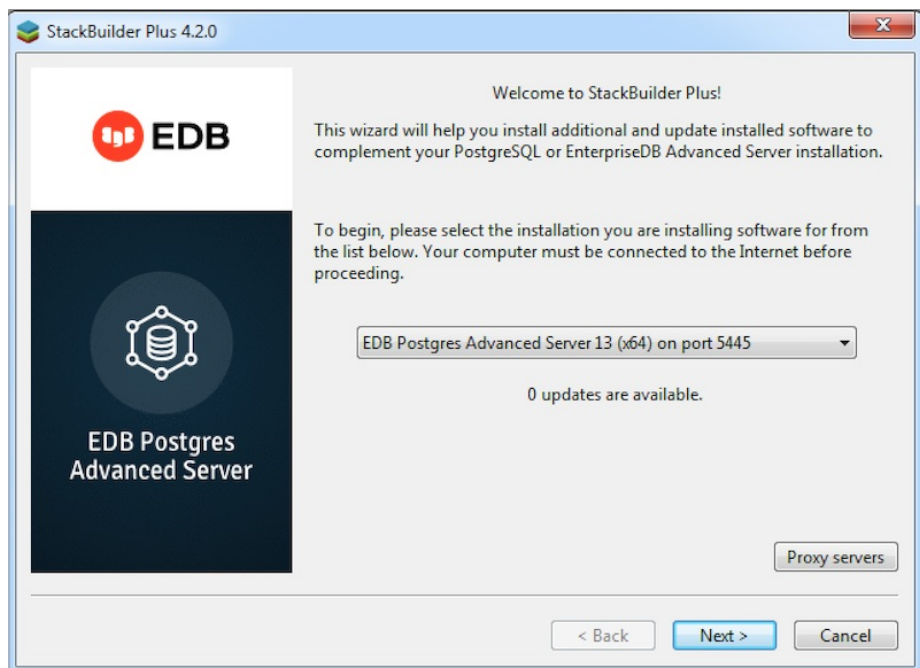 StackBuilder Plus 4.2.0
EDB
EDB Postgres
Advanced Server
Welcome to StackBuilder Plus!
This wizard will help you install additional and update installed software to
complement your PostgreSQL or EnterpriseDB Advanced Server installation.
To begin, please select the installation you are installing software for from
the list below. Your computer must be connected to the Internet before
proceeding.
EDB Postgres Advanced Server 13 (x64) on port 5445
0 updates are available.
Proxy servers
< Back
Next >
Cancel